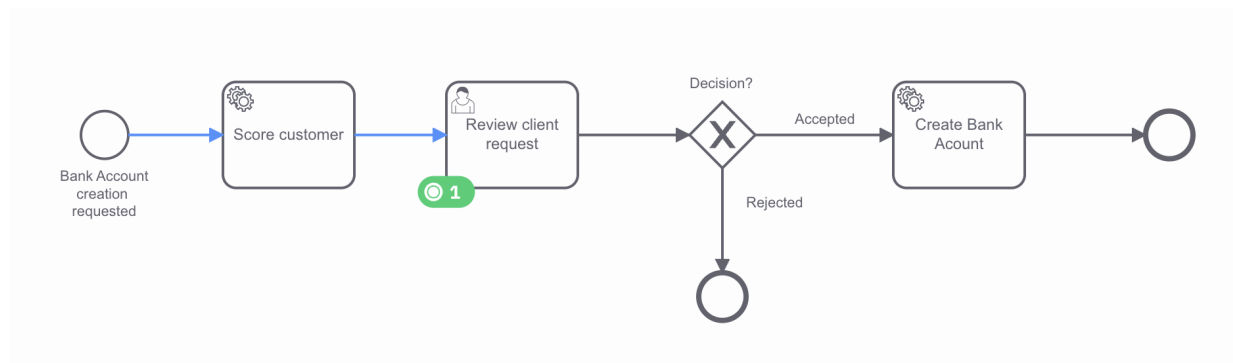 Decision?
Score customer
Review client
request
Accepted
Create Bank
Acount
Bank Account
creation
requested
1
Rejected
X